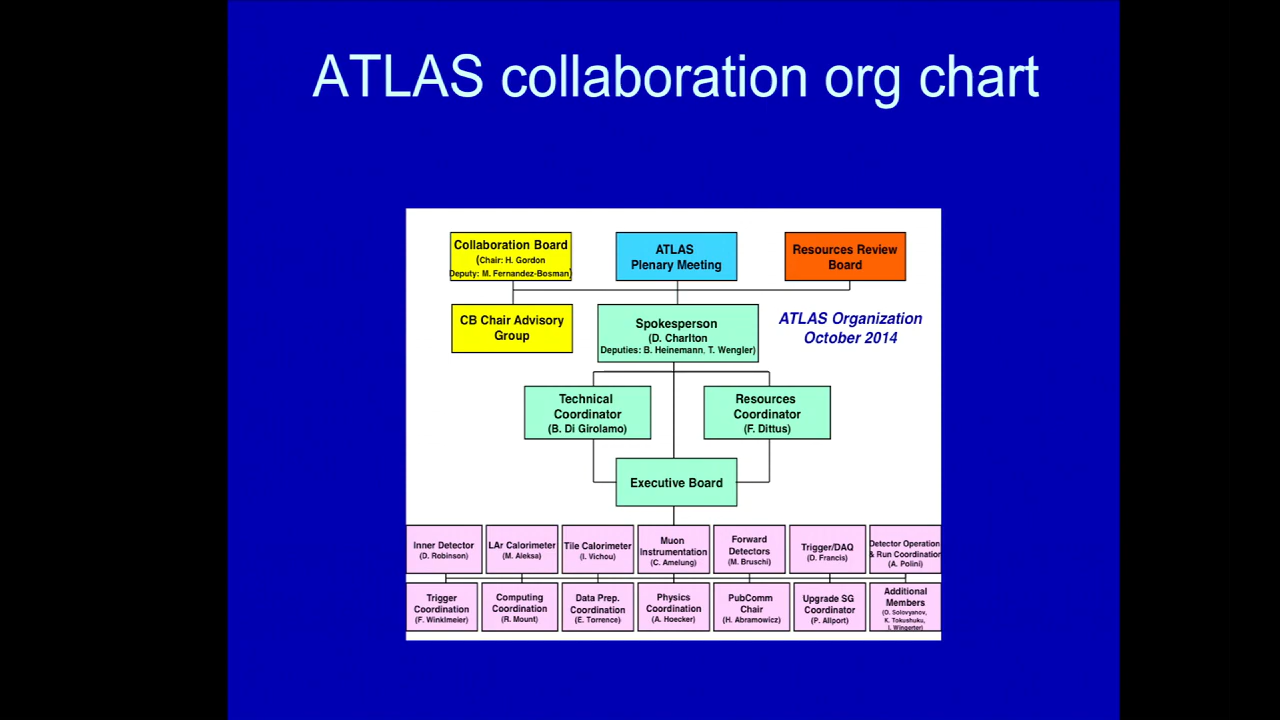 ATLAS collaboration org chart
Collaboration Board
(Chair: H. Gordon
Deputy: M. Fernandez-Bosman)
ATLAS
Plenary Meeting
Resources Review
Board
CB Chair Advisory
Group
Spokesperson
(D. Charlton
Deputies: B. Heinemann, T. Wengler)
ATLAS Organization
October 2014
Technical
Coordinator
(B. Di Girolamo)
Resources
Coordinator
(F. Dittus)
Executive Board
Inner Detector
(D. Robinson)
LAr Calorimeter
(M. Aleksa)
Tile Calorimeter
(I. Vichou)
Muon
Instrumentation
(C. Amelung)
Forward
Detectors
(M. Bruschi)
Trigger/DAQ
(D. Francis)
Detector Operation
& Run Coordination
(A. Polini)
Trigger
Coordination
(F. Winklmeier)
Computing
Coordination
(R. Mount)
Data Prep.
Coordination
(E. Torrence)
Physics
Coordination
(A. Hoecker)
PubComm
Chair
(H. Abramowicz)
Upgrade SG
Coordinator
(P. Allport)
Additional
Members
(O. Solovyanov,
K. Tokushuku,
I. Wingerter)